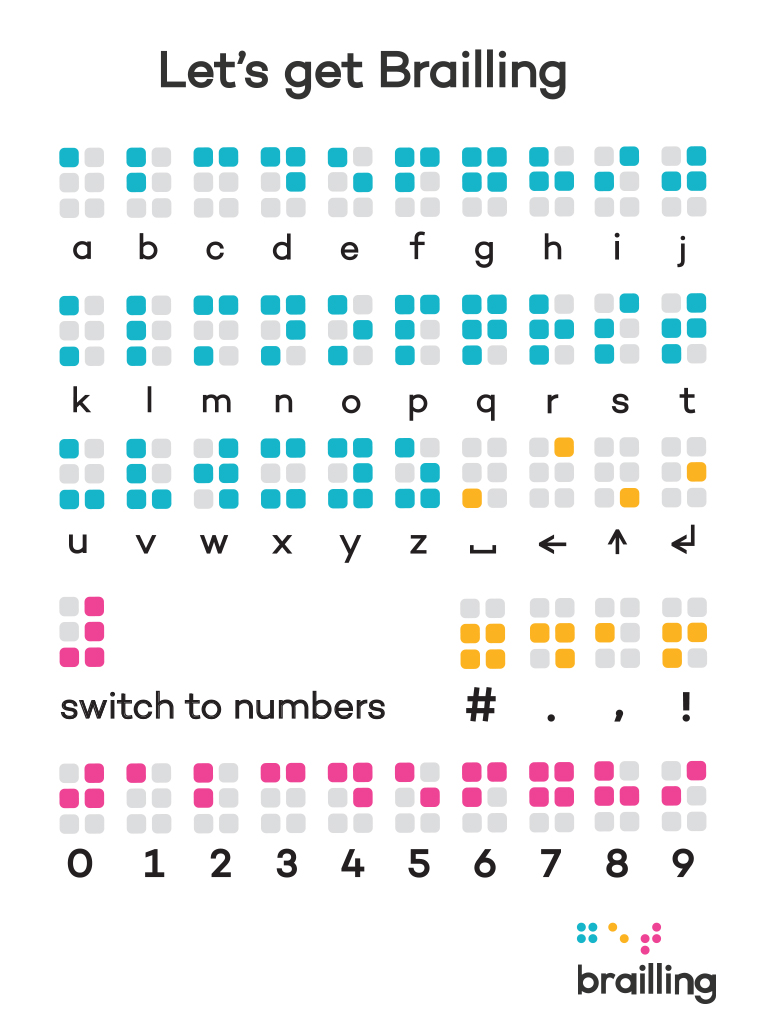 Let's get Brailling
a b c d e f g h i j
k l m n o p q r s t
u v w x y z ⎵ ← ↑ ↲
switch to numbers # . , !
0 1 2 3 4 5 6 7 8 9
brailling